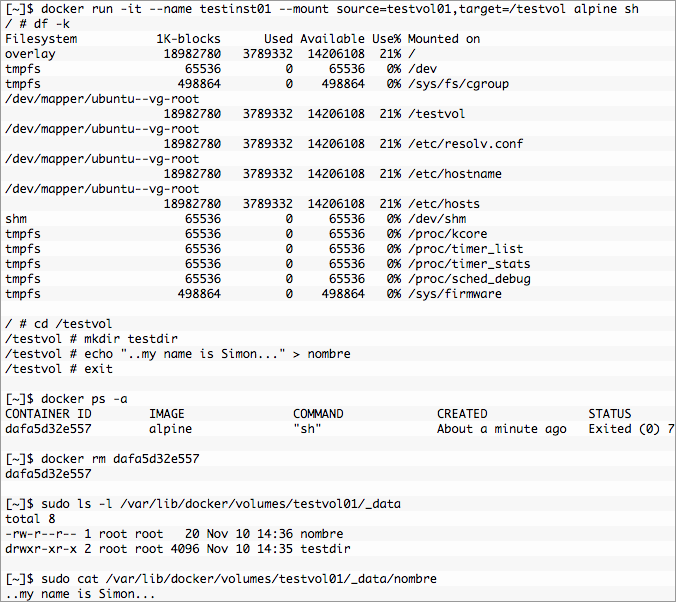 [~]$ docker run -it --name testinst01 --mount source=testvol01,target=/testvol alpine sh
/ # df -k
Filesystem           1K-blocks      Used Available Use% Mounted on
overlay               18982780   3789332  14206108  21% /
tmpfs                    65536         0     65536   0% /dev
tmpfs                   498864         0    498864   0% /sys/fs/cgroup
/dev/mapper/ubuntu--vg-root
                      18982780   3789332  14206108  21% /testvol
/dev/mapper/ubuntu--vg-root
                      18982780   3789332  14206108  21% /etc/resolv.conf
/dev/mapper/ubuntu--vg-root
                      18982780   3789332  14206108  21% /etc/hostname
/dev/mapper/ubuntu--vg-root
                      18982780   3789332  14206108  21% /etc/hosts
shm                      65536         0     65536   0% /dev/shm
tmpfs                    65536         0     65536   0% /proc/kcore
tmpfs                    65536         0     65536   0% /proc/timer_list
tmpfs                    65536         0     65536   0% /proc/timer_stats
tmpfs                    65536         0     65536   0% /proc/sched_debug
tmpfs                   498864         0    498864   0% /sys/firmware
/ # cd /testvol
/testvol # mkdir testdir
/testvol # echo "..my name is Simon..." > nombre
/testvol # exit
[~]$ docker ps -a
CONTAINER ID        IMAGE               COMMAND             CREATED              STATUS
dafa5d32e557        alpine              "sh"                About a minute ago   Exited (0) 7
[~]$ docker rm dafa5d32e557
dafa5d32e557
[~]$ sudo ls -l /var/lib/docker/volumes/testvol01/_data
total 8
-rw-r--r-- 1 root root   20 Nov 10 14:36 nombre
drwxr-xr-x 2 root root 4096 Nov 10 14:35 testdir
[~]$ sudo cat /var/lib/docker/volumes/testvol01/_data/nombre
..my name is Simon...